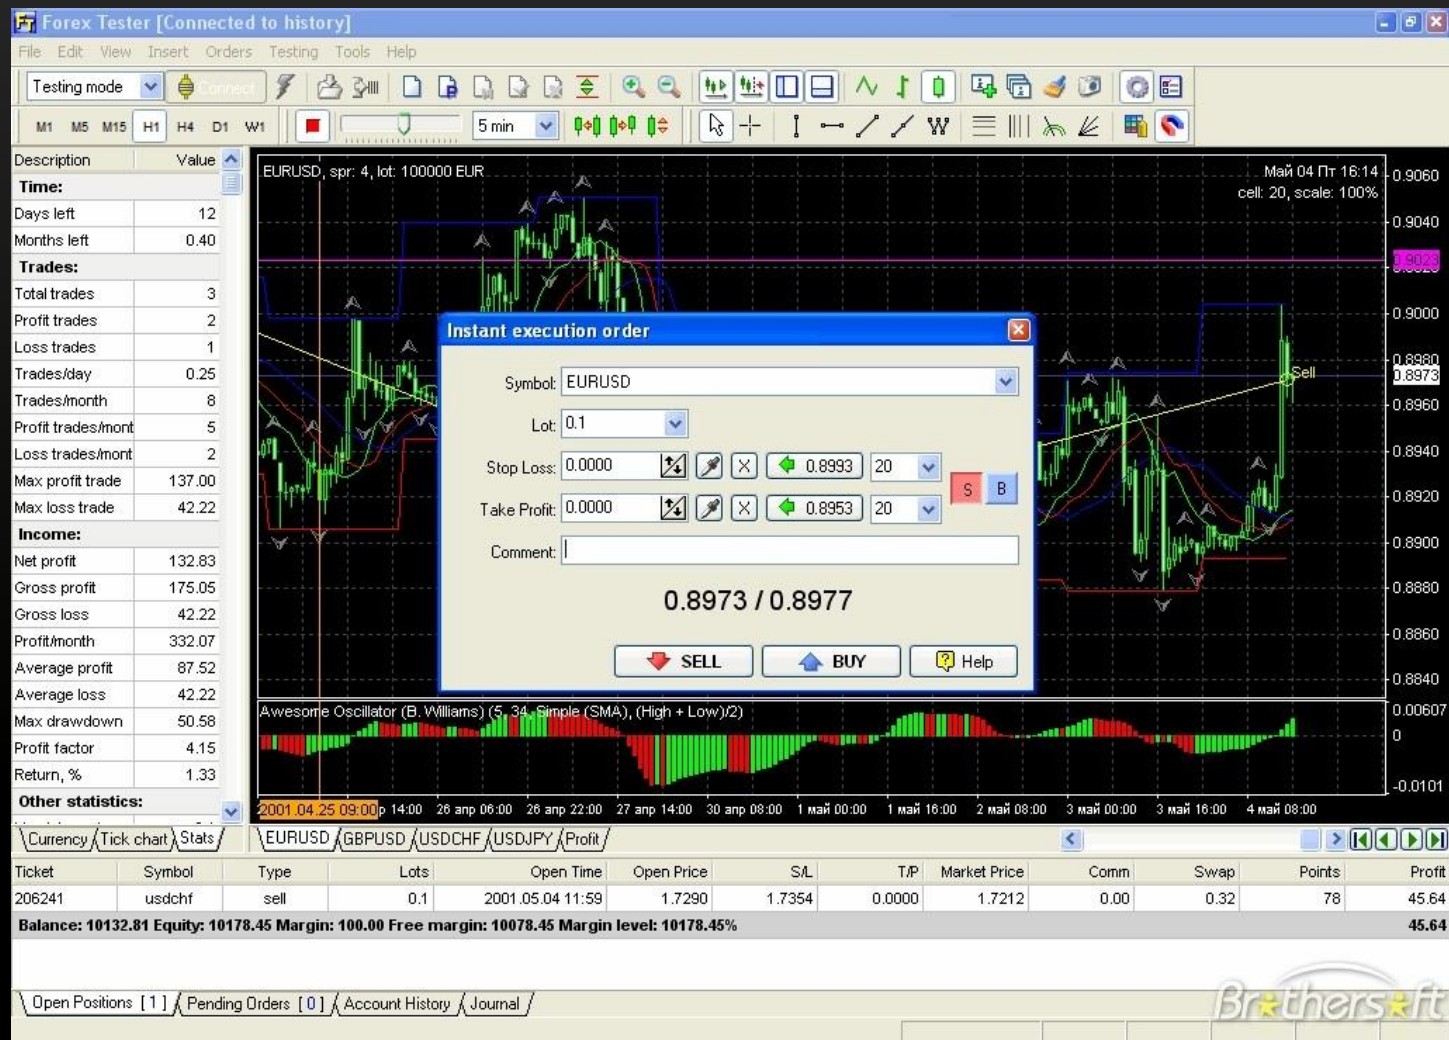 FT Forex Tester [Connected to history]
File Edit View Insert Orders Testing Tools Help
Testing mode Connect
M1 M5 M15 H1 H4 D1 W1 5 min
Description Value
Time:
Days left 12
Months left 0.40
Trades:
Total trades 3
Profit trades 2
Loss trades 1
Trades/day 0.25
Trades/month 8
Profit trades/mont 5
Loss trades/mont 2
Max profit trade 137.00
Max loss trade 42.22
Income:
Net profit 132.83
Gross profit 175.05
Gross loss 42.22
Profit/month 332.07
Average profit 87.52
Average loss 42.22
Max drawdown 50.58
Profit factor 4.15
Return, % 1.33
Other statistics:
Currency Tick chart Stats
EURUSD, spr: 4, lot: 100000 EUR
Май 04 Пт 16:14
cell: 20, scale: 100%
0.9060
0.9040
0.9023
0.9000
0.8980
0.8973
0.8960
0.8940
0.8920
0.8900
0.8880
0.8860
0.8840
Sell
Instant execution order
Symbol: EURUSD
Lot: 0.1
Stop Loss: 0.0000 0.8993 20
Take Profit: 0.0000 0.8953 20
S B
Comment:
0.8973 / 0.8977
SELL BUY Help
Awesome Oscillator (B. Williams) (5, 34, Simple (SMA), (High + Low)/2)
0.00607
0
-0.0101
2001.04.25 09:00 р 14:00 26 апр 06:00 26 апр 22:00 27 апр 14:00 30 апр 08:00 1 май 00:00 1 май 16:00 2 май 08:00 3 май 00:00 3 май 16:00 4 май 08:00
EURUSD GBPUSD USDCHF USDJPY Profit
Ticket Symbol Type Lots Open Time Open Price S/L T/P Market Price Comm Swap Points Profit
206241 usdchf sell 0.1 2001.05.04 11:59 1.7290 1.7354 0.0000 1.7212 0.00 0.32 78 45.64
Balance: 10132.81 Equity: 10178.45 Margin: 100.00 Free margin: 10078.45 Margin level: 10178.45% 45.64
Open Positions [ 1 ] Pending Orders [ 0 ] Account History Journal
Brothersoft